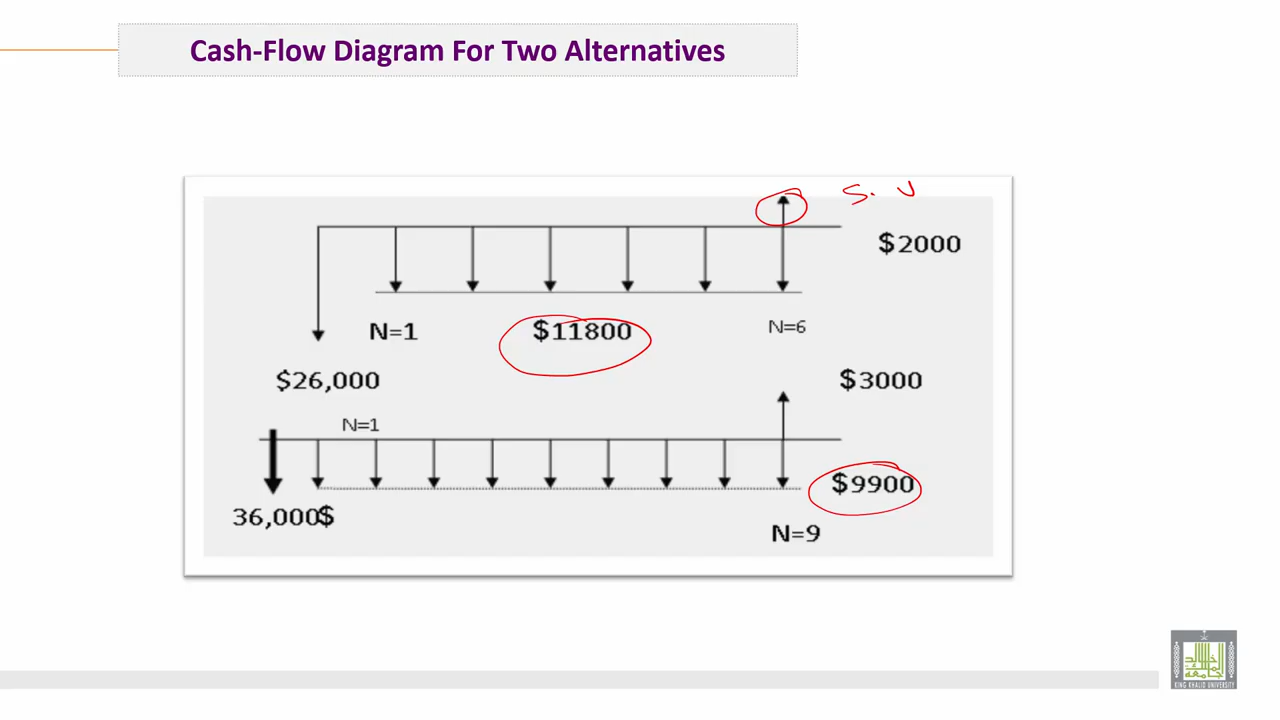 Cash-Flow Diagram For Two Alternatives
S. V
$2000
N=1
$11800
N=6
$26,000
$3000
N=1
$9900
36,000$
N=9
KING KHALID UNIVERSITY